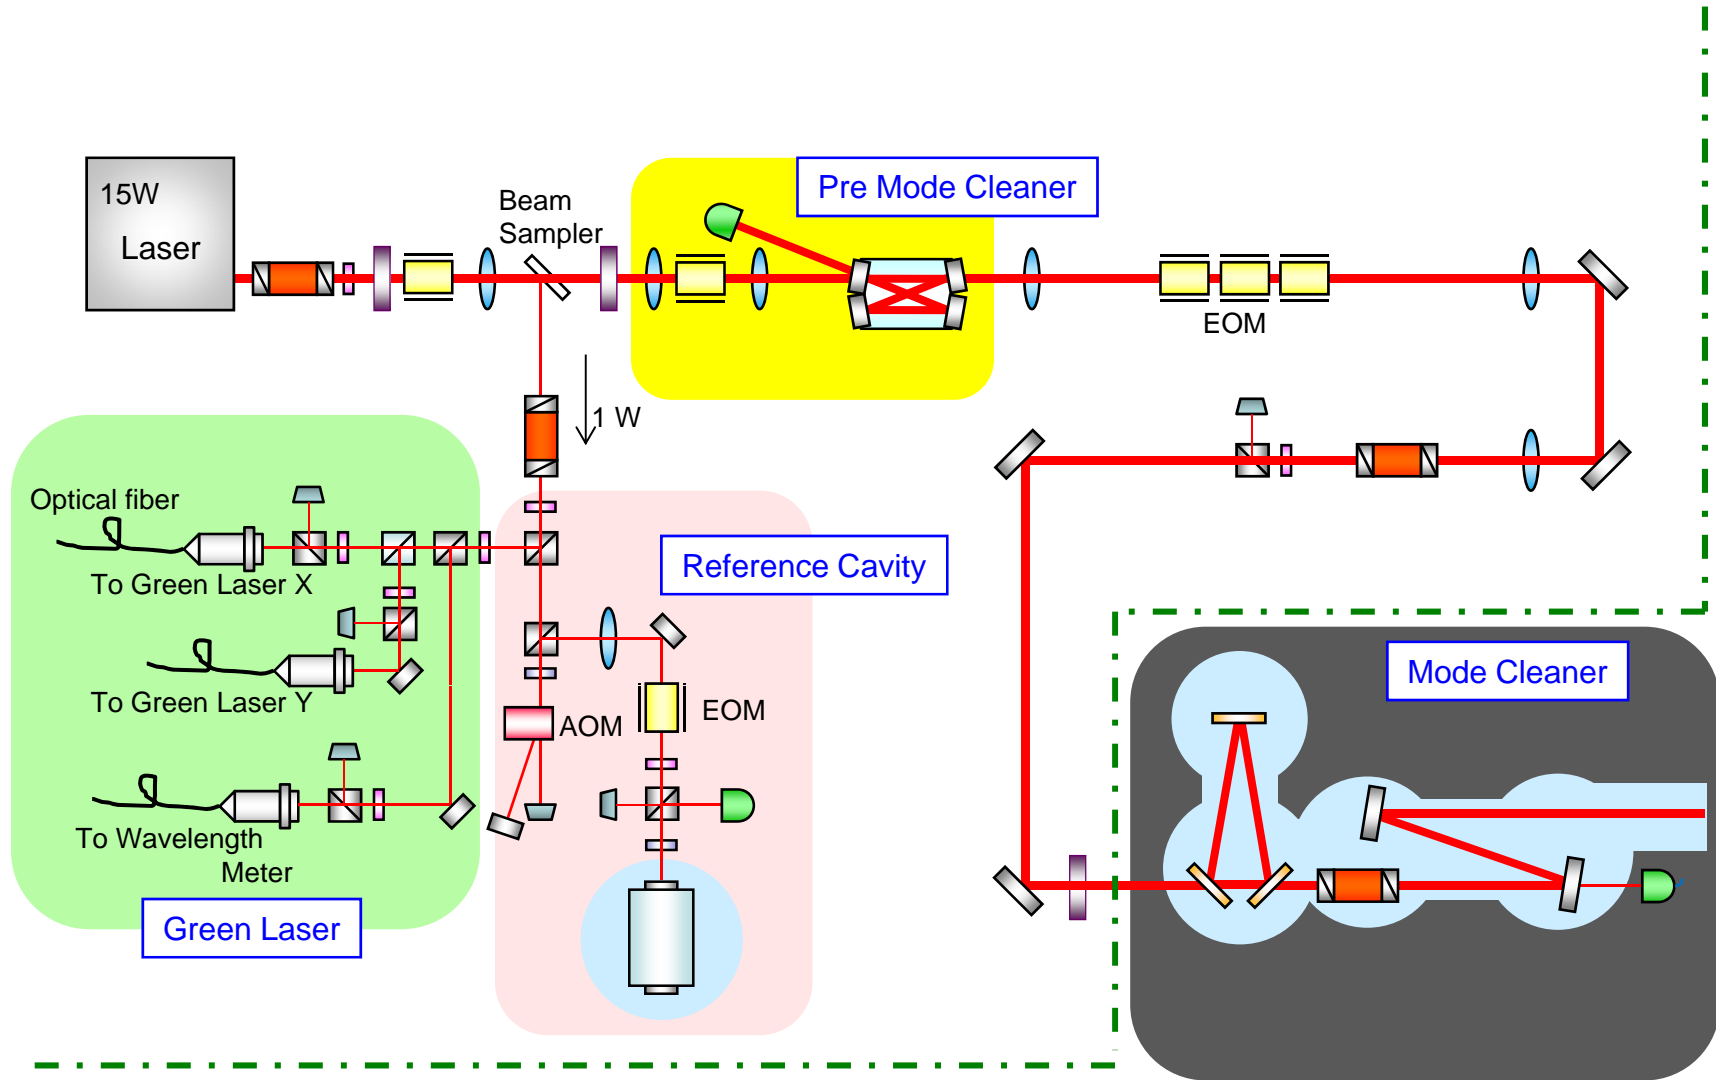 15W
Laser
Beam
Sampler
Pre Mode Cleaner
EOM
1 W
Optical fiber
To Green Laser X
Reference Cavity
To Green Laser Y
AOM
EOM
Mode Cleaner
To Wavelength
Meter
Green Laser